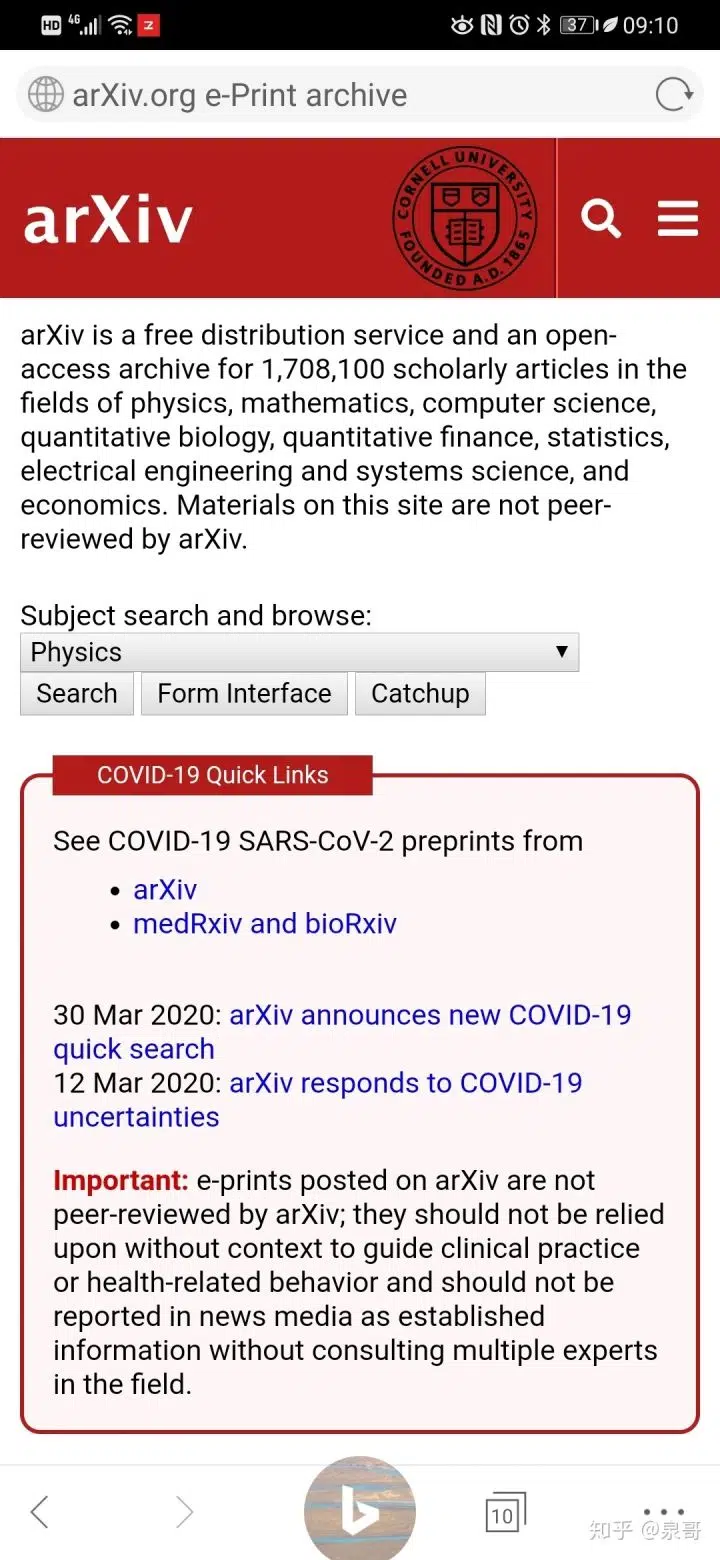 HD 4G Z 37 09:10
arXiv.org e-Print archive
arXiv
CORNELL UNIVERSITY
FOUNDED A.D. 1865
arXiv is a free distribution service and an open-
access archive for 1,708,100 scholarly articles in the
fields of physics, mathematics, computer science,
quantitative biology, quantitative finance, statistics,
electrical engineering and systems science, and
economics. Materials on this site are not peer-
reviewed by arXiv.
Subject search and browse:
Physics
Search Form Interface Catchup
COVID-19 Quick Links
See COVID-19 SARS-CoV-2 preprints from
• arXiv
• medRxiv and bioRxiv
30 Mar 2020: arXiv announces new COVID-19
quick search
12 Mar 2020: arXiv responds to COVID-19
uncertainties
Important: e-prints posted on arXiv are not
peer-reviewed by arXiv; they should not be relied
upon without context to guide clinical practice
or health-related behavior and should not be
reported in news media as established
information without consulting multiple experts
in the field.
10
知乎 @泉哥